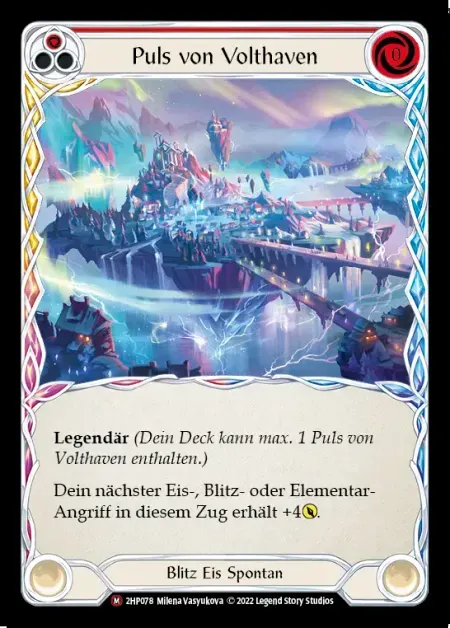 Puls von Volthaven
0
Legendär (Dein Deck kann max. 1 Puls von
Volthaven enthalten.)
Dein nächster Eis-, Blitz- oder Elementar-
Angriff in diesem Zug erhält +4.
Blitz Eis Spontan
M 2HP078 Milena Vasyukova © 2022 Legend Story Studios